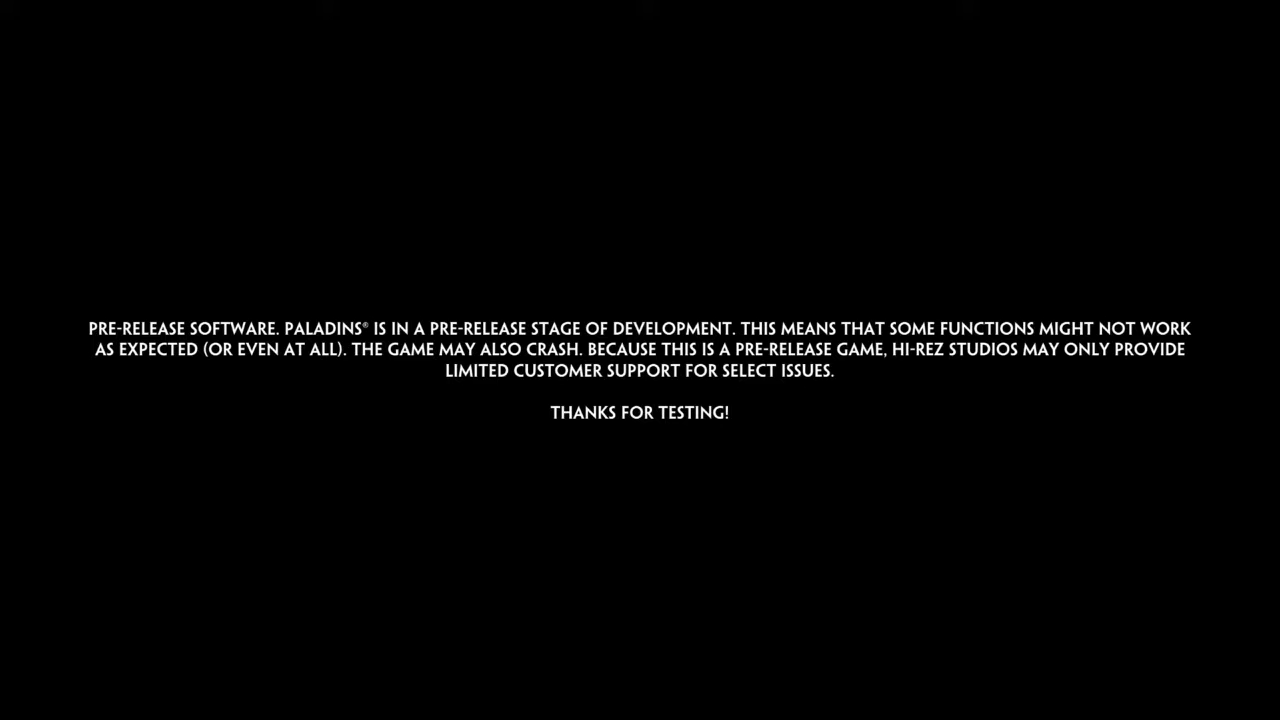 PRE-RELEASE SOFTWARE. PALADINS® IS IN A PRE-RELEASE STAGE OF DEVELOPMENT. THIS MEANS THAT SOME FUNCTIONS MIGHT NOT WORK
AS EXPECTED (OR EVEN AT ALL). THE GAME MAY ALSO CRASH. BECAUSE THIS IS A PRE-RELEASE GAME, HI-REZ STUDIOS MAY ONLY PROVIDE
LIMITED CUSTOMER SUPPORT FOR SELECT ISSUES.
THANKS FOR TESTING!